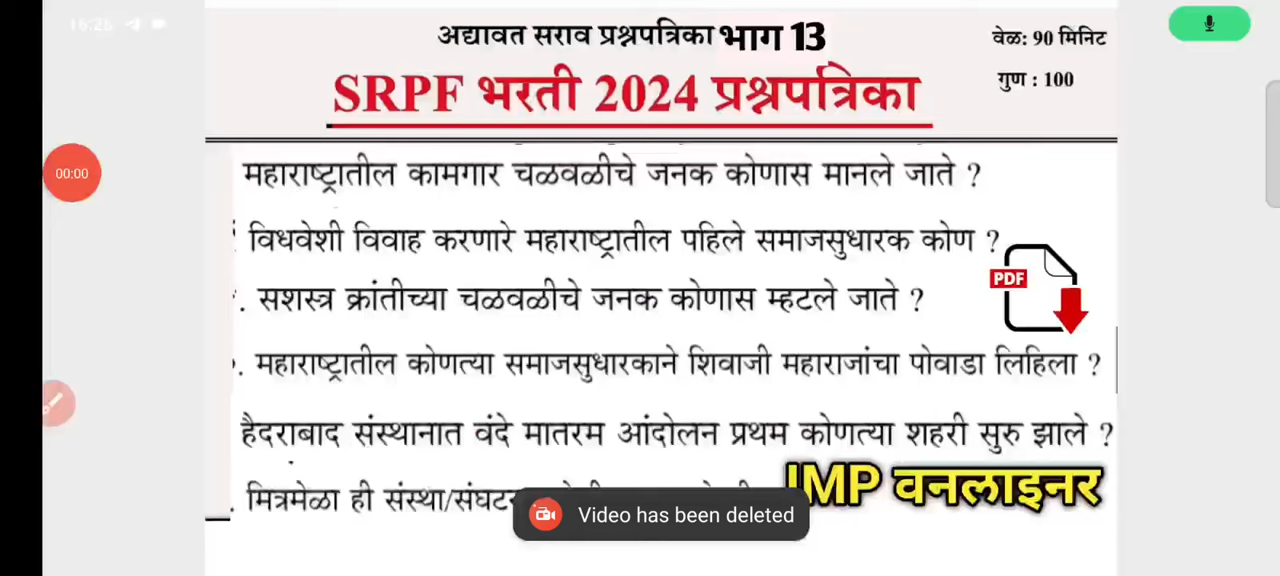 16:26
अद्यावत सराव प्रश्नपत्रिका भाग 13
वेळ: 90 मिनिट
SRPF भरती 2024 प्रश्नपत्रिका
गुण : 100
00:00
महाराष्ट्रातील कामगार चळवळीचे जनक कोणास मानले जाते ?
विधवेशी विवाह करणारे महाराष्ट्रातील पहिले समाजसुधारक कोण ?
PDF
. सशस्त्र क्रांतीच्या चळवळीचे जनक कोणास म्हटले जाते ?
. महाराष्ट्रातील कोणत्या समाजसुधारकाने शिवाजी महाराजांचा पोवाडा लिहिला ?
हैदराबाद संस्थानात वंदे मातरम आंदोलन प्रथम कोणत्या शहरी सुरु झाले ?
. मित्रमेळा ही संस्था/
IMP वनलाइनर
Video has been deleted